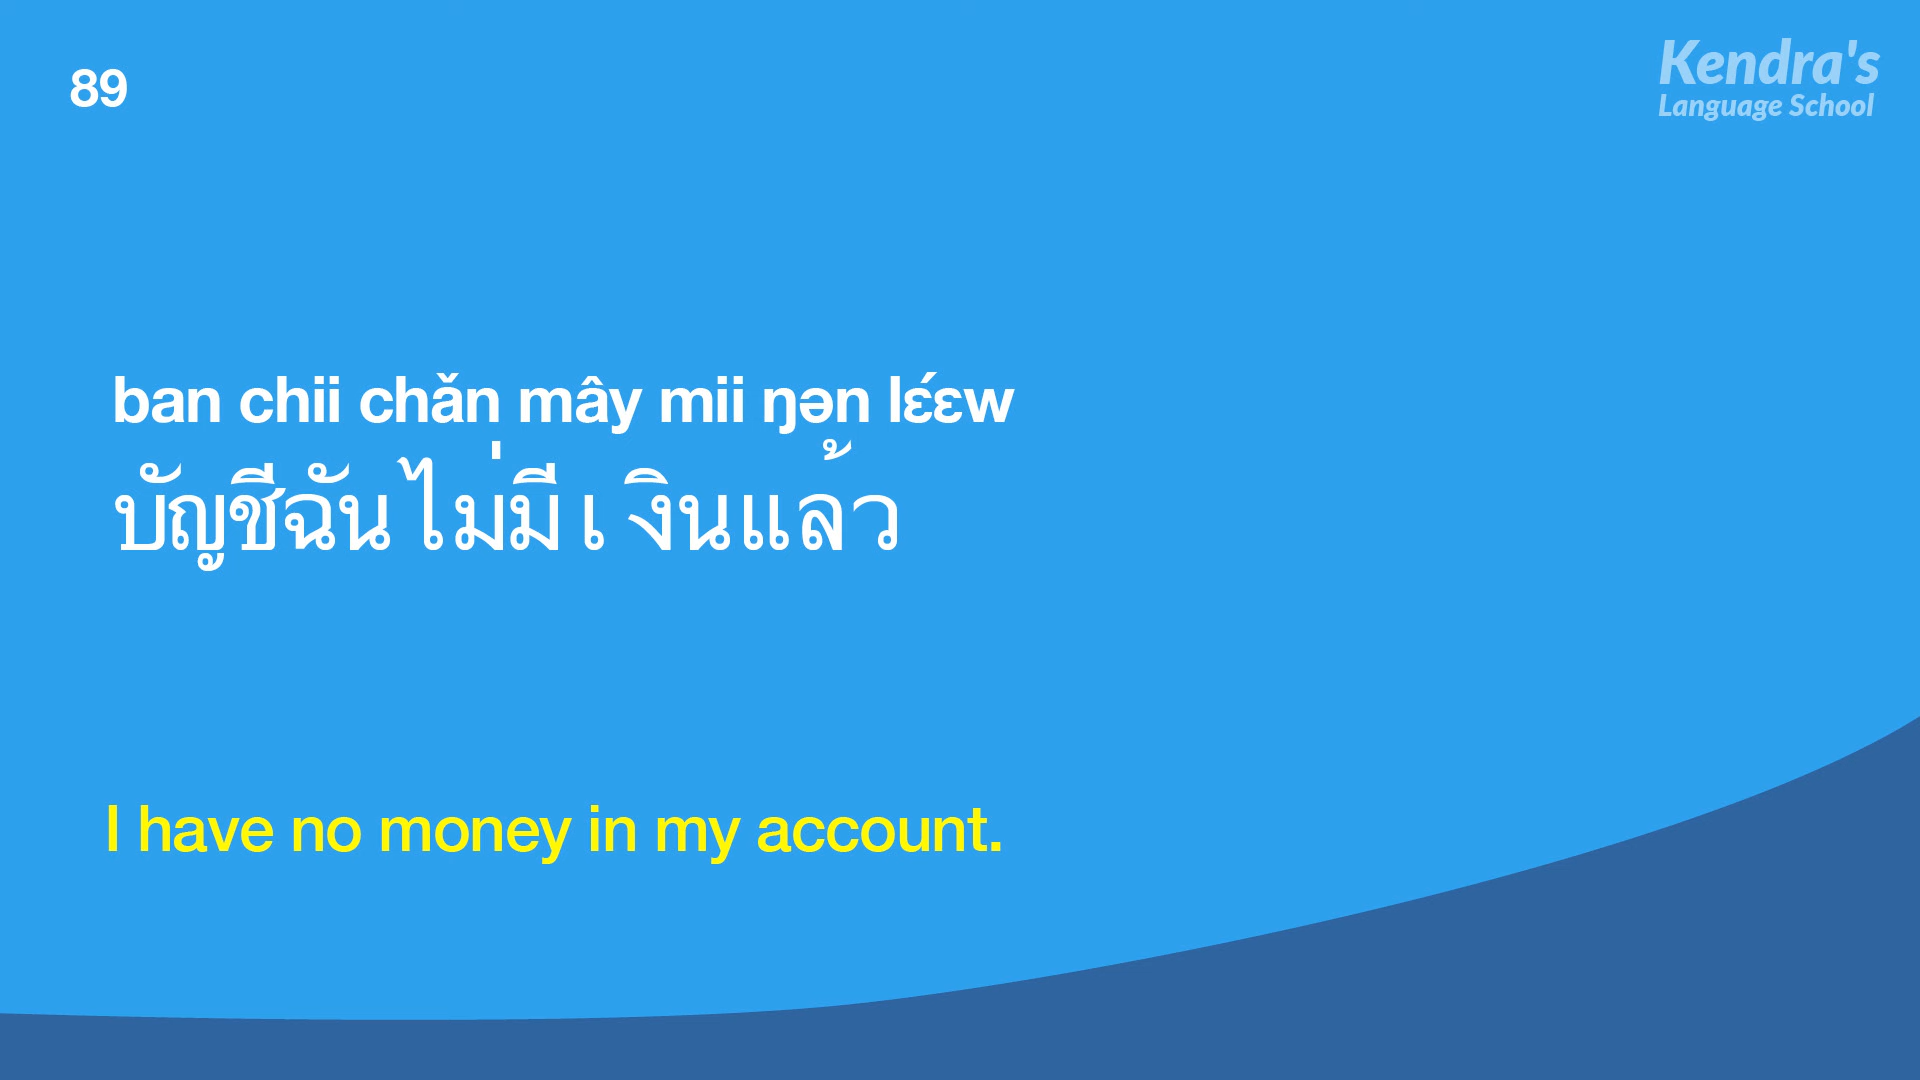 89
Kendra's
Language School
ban chii chǎn mây mii ŋən lɛ́ɛw
บัญชีฉันไม่มีเงินแล้ว
I have no money in my account.